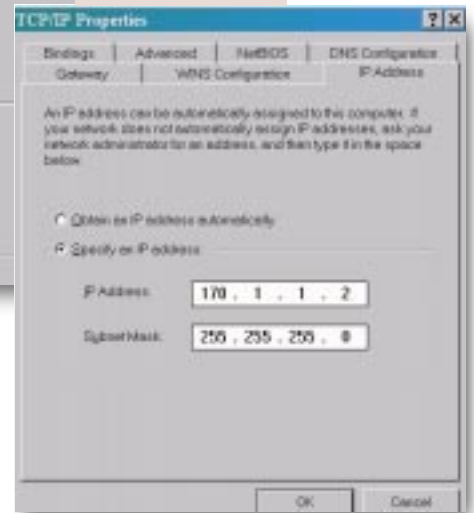 TCP/IP Properties
Bindings Advanced NetBIOS DNS Configuration
Gateway WINS Configuration IP Address
An IP address can be automatically assigned to this computer. If
your network does not automatically assign IP addresses, ask your
network administrator for an address, and then type it in the space
below.
Obtain an IP address automatically
Specify an IP address
IP Address:
170 . 1 . 1 . 2
Subnet Mask:
255 . 255 . 255 . 0
OK Cancel